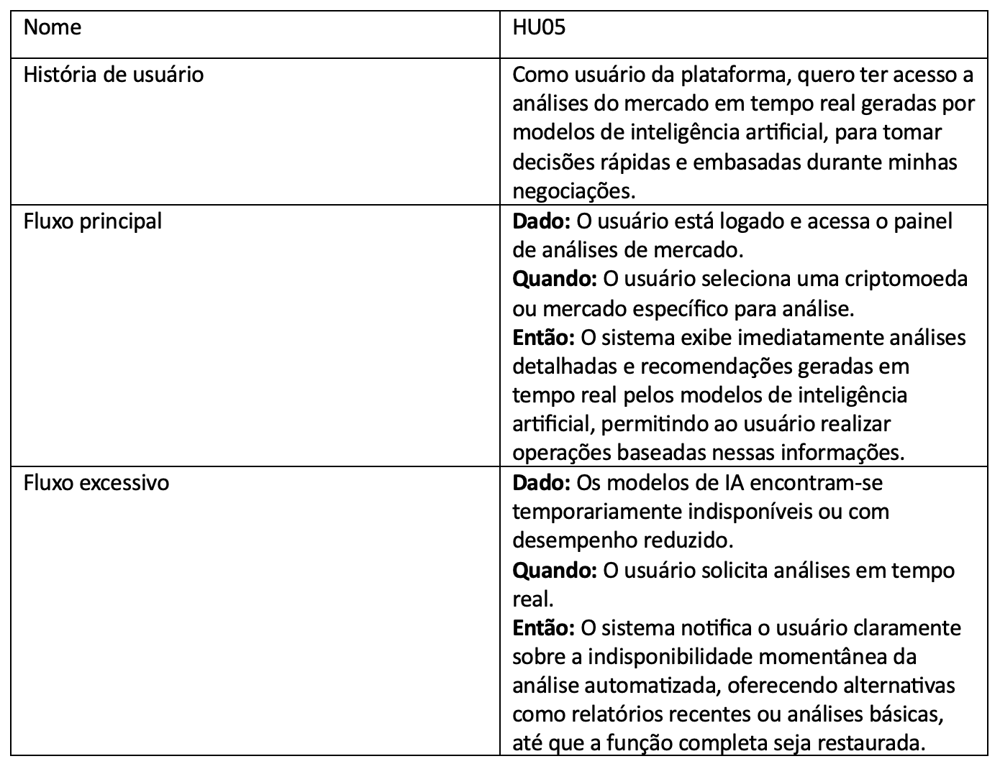 Nome
HU05
História de usuário
Como usuário da plataforma, quero ter acesso a
análises do mercado em tempo real geradas por
modelos de inteligência artificial, para tomar
decisões rápidas e embasadas durante minhas
negociações.
Fluxo principal
Dado: O usuário está logado e acessa o painel
de análises de mercado.
Quando: O usuário seleciona uma criptomoeda
ou mercado específico para análise.
Então: O sistema exibe imediatamente análises
detalhadas e recomendações geradas em
tempo real pelos modelos de inteligência
artificial, permitindo ao usuário realizar
operações baseadas nessas informações.
Fluxo excessivo
Dado: Os modelos de IA encontram-se
temporariamente indisponíveis ou com
desempenho reduzido.
Quando: O usuário solicita análises em tempo
real.
Então: O sistema notifica o usuário claramente
sobre a indisponibilidade momentânea da
análise automatizada, oferecendo alternativas
como relatórios recentes ou análises básicas,
até que a função completa seja restaurada.